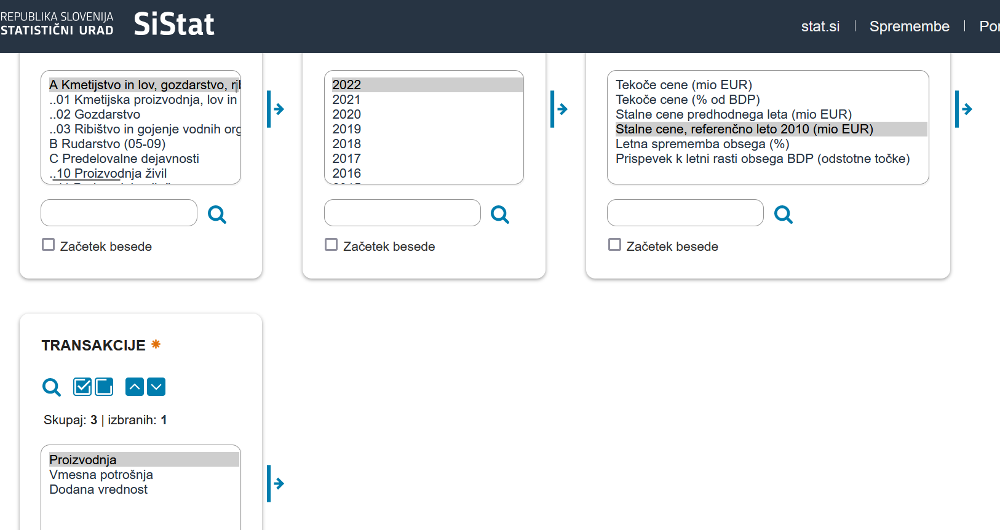 REPUBLIKA SLOVENIJA
STATISTIČNI URAD
SiStat
stat.si
Spremembe
A Kmetijstvo in lov, gozdarstvo,
..01 Kmetijska proizvodnja, lov in
..02 Gozdarstvo
..03 Ribištvo in gojenje vodnih org
B Rudarstvo (05-09)
C Predelovalne dejavnosti
..10 Proizvodnja živil
Začetek besede
2022
2021
2020
2019
2018
2017
2016
Začetek besede
Tekoče cene (mio EUR)
Tekoče cene (% od BDP)
Stalne cene predhodnega leta (mio EUR)
Stalne cene, referenčno leto 2010 (mio EUR)
Letna sprememba obsega (%)
Prispevek k letni rasti obsega BDP (odstotne točke)
Začetek besede
TRANSAKCIJE *
Skupaj: 3 | izbranih: 1
Proizvodnja
Vmesna potrošnja
Dodana vrednost